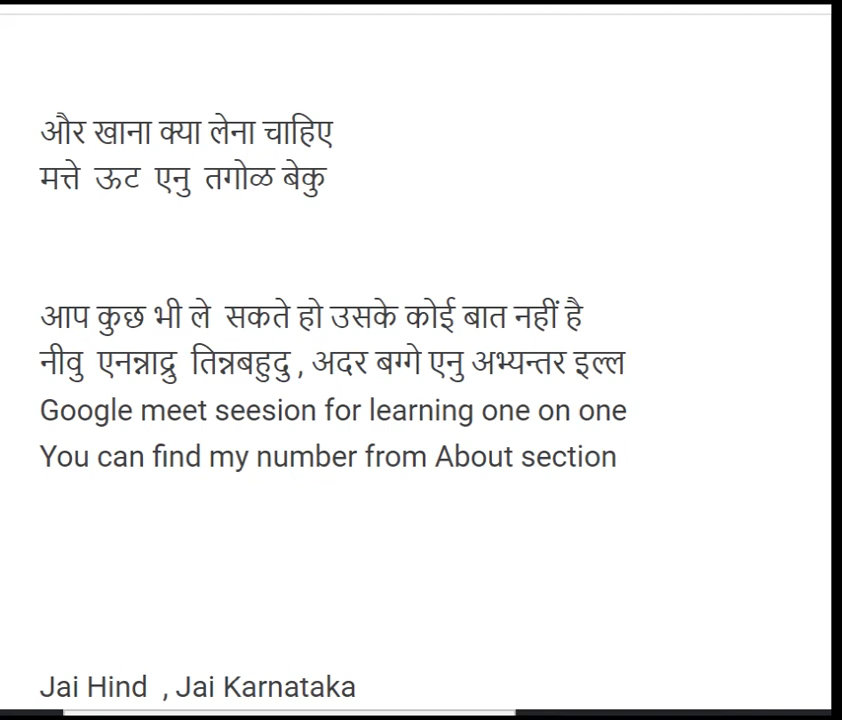 और खाना क्या लेना चाहिए
मत्ते ऊट एनु तगोळ बेकु
आप कुछ भी ले सकते हो उसके कोई बात नहीं है
नीवु एनन्नाद्रु तिन्नबहुदु , अदर बग्गे एनु अभ्यन्तर इल्ल
Google meet seesion for learning one on one
You can find my number from About section
Jai Hind , Jai Karnataka